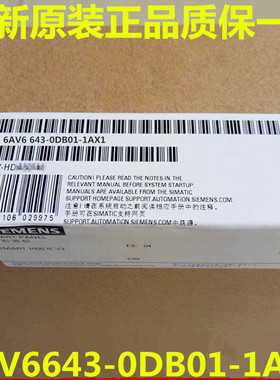 新原装正品质保一
6AV6 643-0DB01-1AX1
CAUTION! PLEASE READ THE NOTES IN THE
RELEVANT MANUAL BEFORE SYSTEM STARTUP.
MANUALS ARE AVAILABLE ON THE
SUPPORT HOMEPAGE SUPPORT.AUTOMATION.SIEMENS.COM
注意!请在系统启动之前阅读相应手册中的注释。
手册可在SIMATIC支持网页
SUPPORT.AUTOMATION.SIEMENS.COM中获得。
106029975
SIEMENS
V6643-0DB01-1A